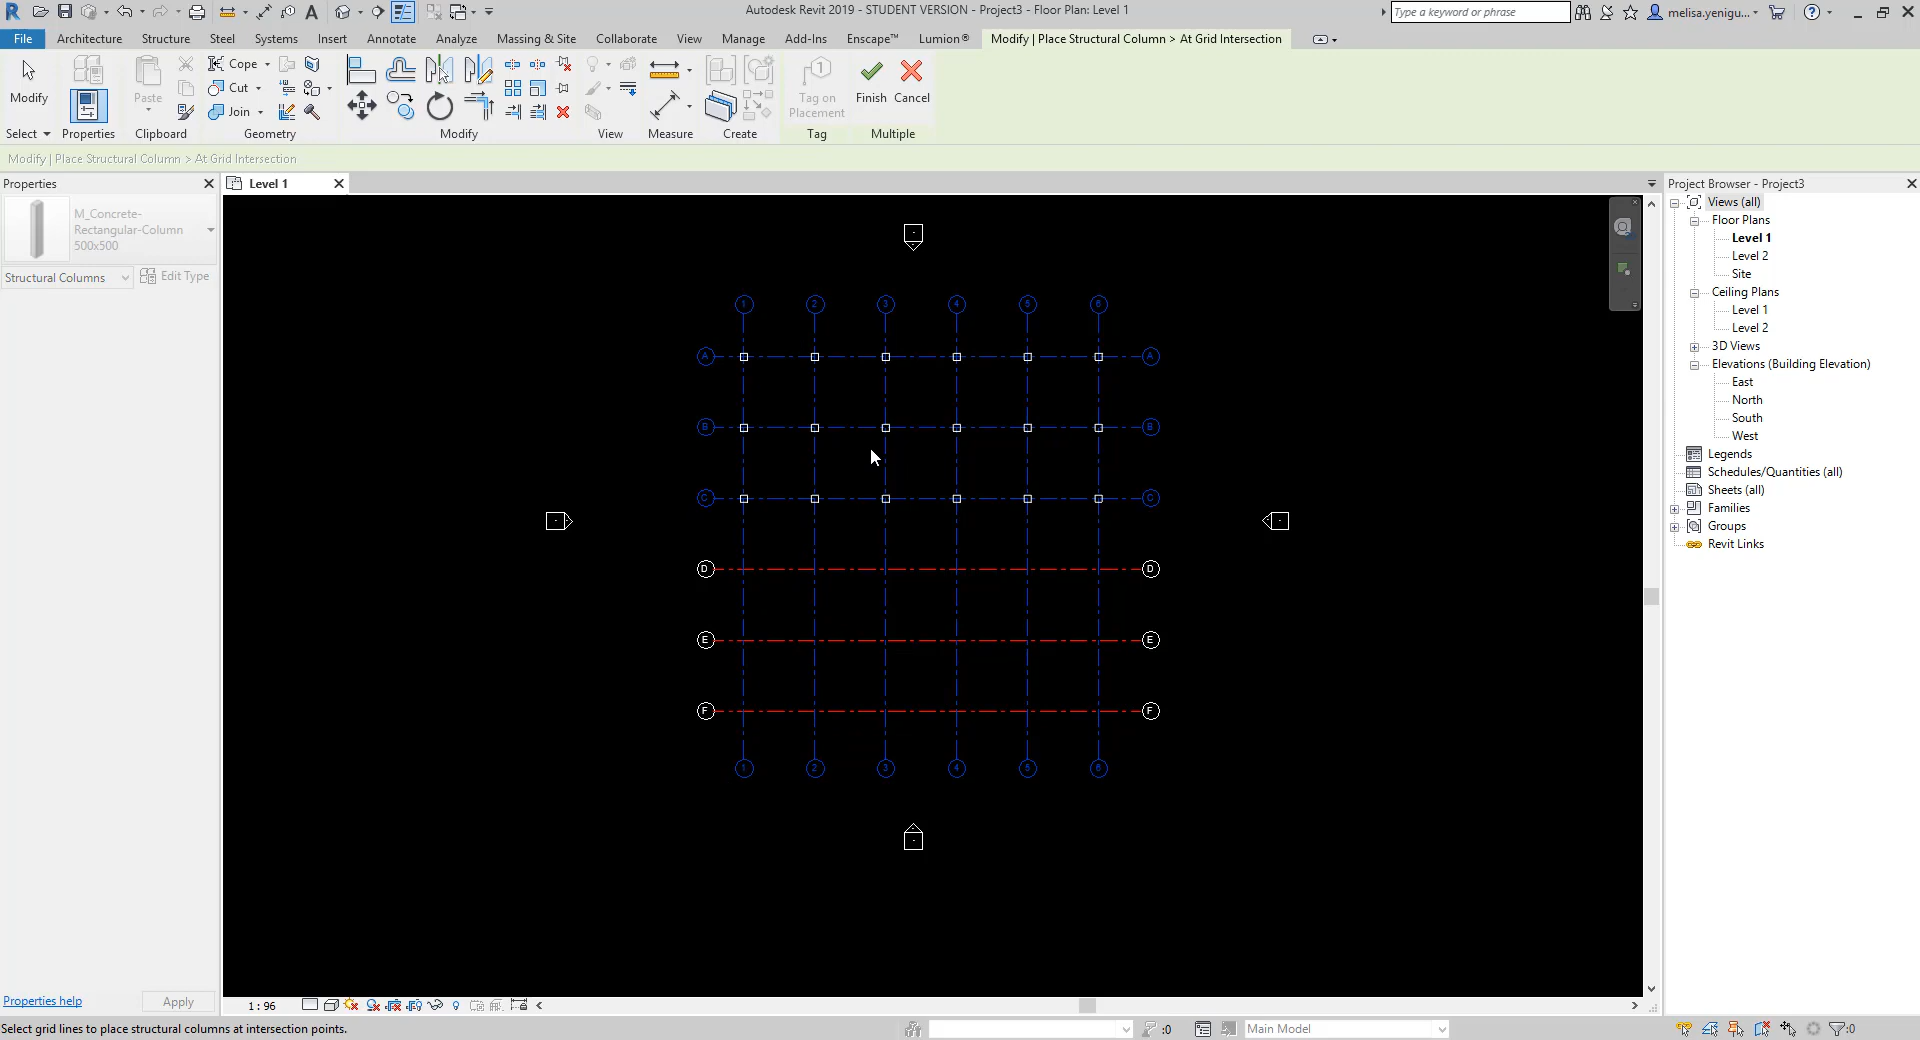 Autodesk Revit 2019 - STUDENT VERSION - Project3 - Floor Plan: Level 1
Type a keyword or phrase
melisa.yenigu...
File Architecture Structure Steel Systems Insert Annotate Analyze Massing & Site Collaborate View Manage Add-Ins Enscape™ Lumion® Modify | Place Structural Column > At Grid Intersection
Cope
Cut
Join
Modify
Paste
Tag on
Placement
Finish
Cancel
Select Properties Clipboard Geometry Modify View Measure Create Tag Multiple
Modify | Place Structural Column > At Grid Intersection
Properties
Level 1
Project Browser - Project3
M_Concrete-
Rectangular-Column
500x500
Structural Columns
Edit Type
1 2 3 4 5 6
A A
B B
C C
D D
E E
F F
1 2 3 4 5 6
Views (all)
Floor Plans
Level 1
Level 2
Site
Ceiling Plans
Level 1
Level 2
3D Views
Elevations (Building Elevation)
East
North
South
West
Legends
Schedules/Quantities (all)
Sheets (all)
Families
Groups
Revit Links
Properties help
Apply
1 : 96
Select grid lines to place structural columns at intersection points.
:0
Main Model
:0